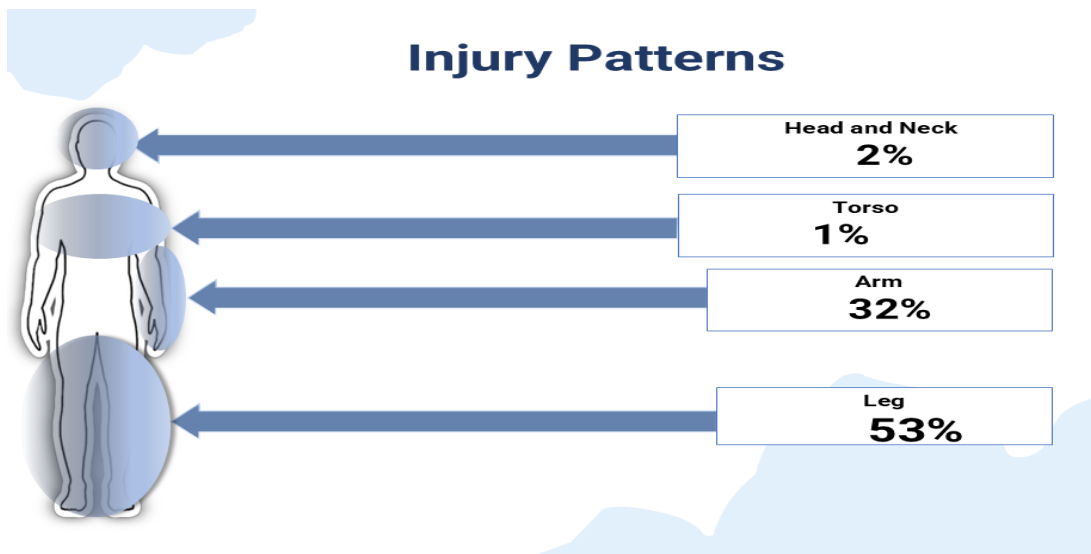 Injury Patterns
Head and Neck
2%
Torso
1%
Arm
32%
Leg
53%